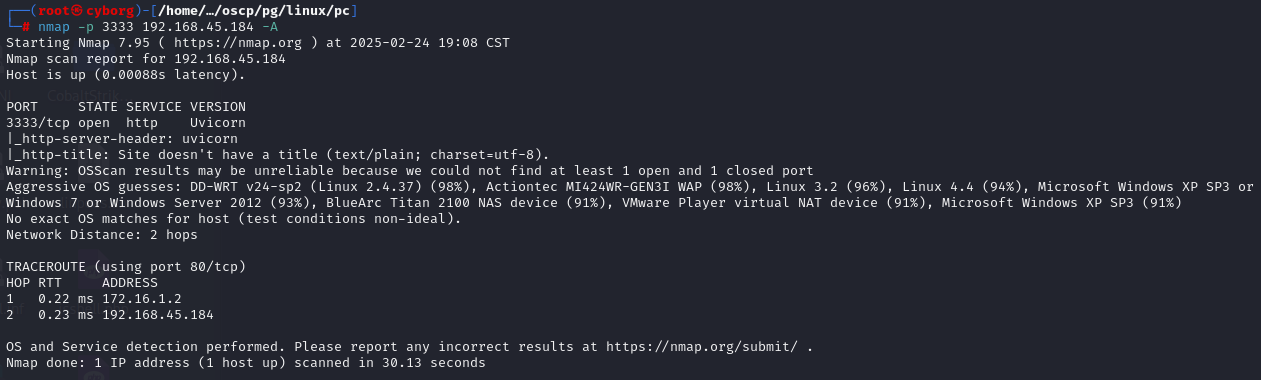 ┌──(root㉿cyborg)-[/home/…/oscp/pg/linux/pc]
└─# nmap -p 3333 192.168.45.184 -A
Starting Nmap 7.95 ( https://nmap.org ) at 2025-02-24 19:08 CST
Nmap scan report for 192.168.45.184
Host is up (0.00088s latency).
PORT     STATE SERVICE VERSION
3333/tcp open  http    Uvicorn
|_http-server-header: uvicorn
|_http-title: Site doesn't have a title (text/plain; charset=utf-8).
Warning: OSScan results may be unreliable because we could not find at least 1 open and 1 closed port
Aggressive OS guesses: DD-WRT v24-sp2 (Linux 2.4.37) (98%), Actiontec MI424WR-GEN3I WAP (98%), Linux 3.2 (96%), Linux 4.4 (94%), Microsoft Windows XP SP3 or
Windows 7 or Windows Server 2012 (93%), BlueArc Titan 2100 NAS device (91%), VMware Player virtual NAT device (91%), Microsoft Windows XP SP3 (91%)
No exact OS matches for host (test conditions non-ideal).
Network Distance: 2 hops
TRACEROUTE (using port 80/tcp)
HOP RTT     ADDRESS
1   0.22 ms 172.16.1.2
2   0.23 ms 192.168.45.184
OS and Service detection performed. Please report any incorrect results at https://nmap.org/submit/ .
Nmap done: 1 IP address (1 host up) scanned in 30.13 seconds